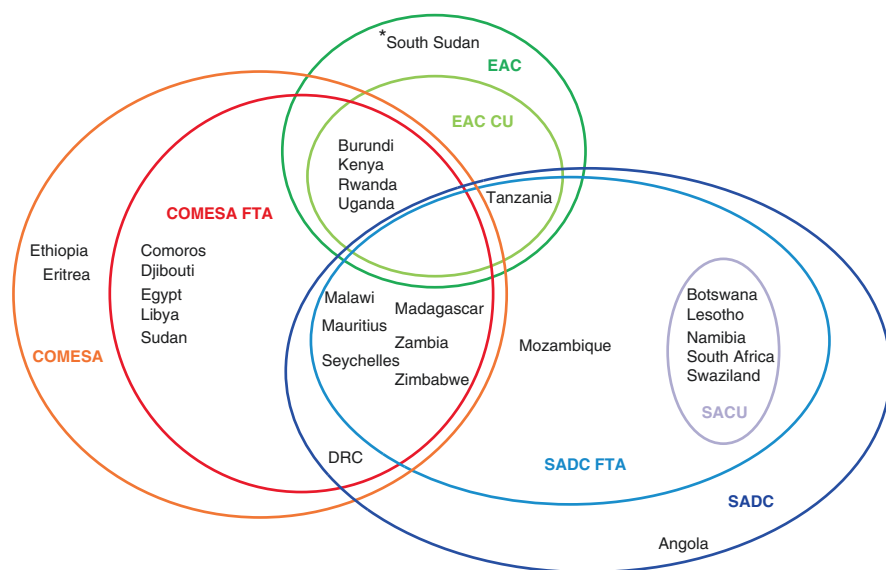 *South Sudan
EAC
EAC CU
Burundi
Kenya
Rwanda
Uganda
Tanzania
COMESA FTA
Ethiopia
Eritrea
Comoros
Djibouti
Egypt
Libya
Sudan
COMESA
Malawi
Madagascar
Mauritius
Zambia
Seychelles
Zimbabwe
Mozambique
Botswana
Lesotho
Namibia
South Africa
Swaziland
SACU
DRC
SADC FTA
SADC
Angola